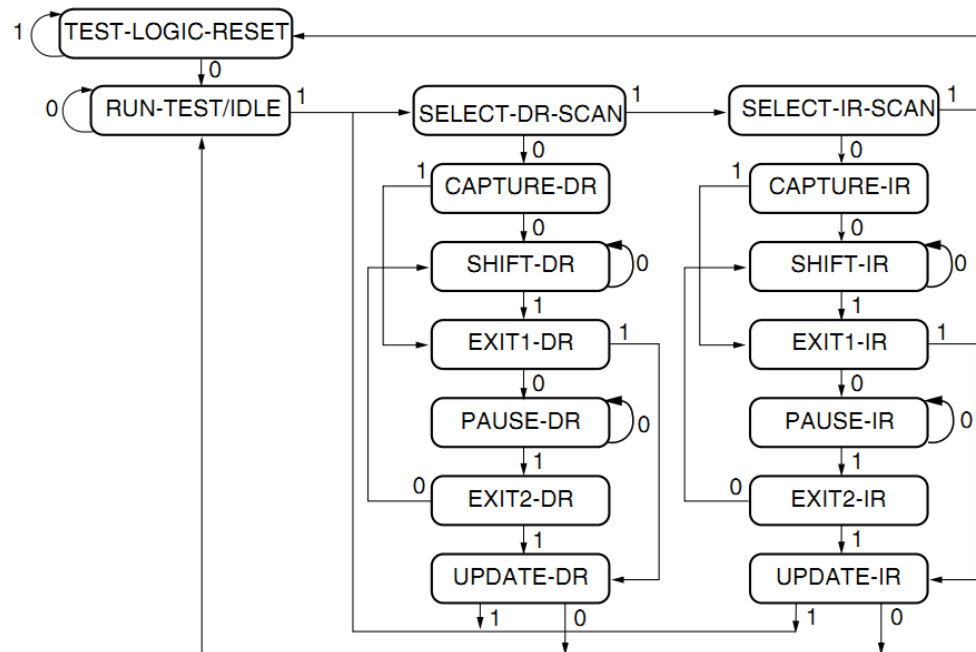 1 TEST-LOGIC-RESET
0
0 RUN-TEST/IDLE 1 SELECT-DR-SCAN 1 SELECT-IR-SCAN 1
0 0
1 CAPTURE-DR 1 CAPTURE-IR
0 0
SHIFT-DR 0 SHIFT-IR 0
1 1
EXIT1-DR 1 EXIT1-IR 1
0 0
PAUSE-DR 0 PAUSE-IR 0
1 1
0 EXIT2-DR 0 EXIT2-IR
1 1
UPDATE-DR UPDATE-IR
1 0 1 0